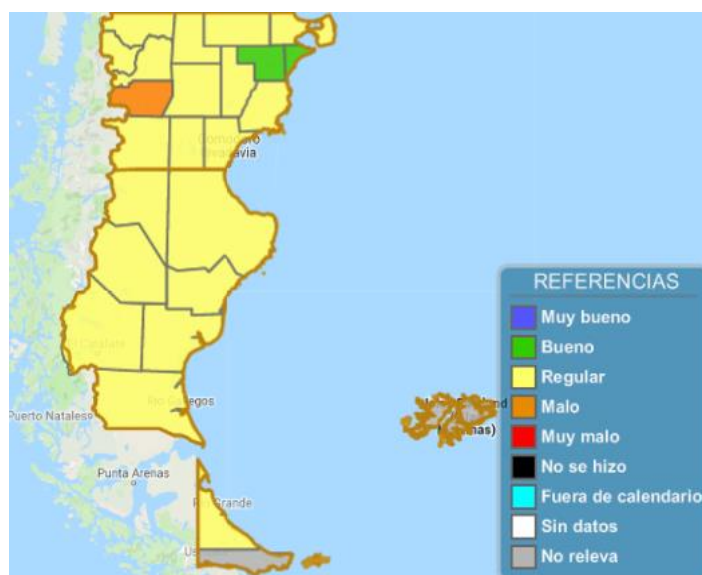 Comodoro
Rivadavia
REFERENCIAS
Muy bueno
Bueno
Regular
Malo
Muy malo
No se hizo
Fuera de calendario
Sin datos
No releva
El Calafate
Puerto Natales
Río Gallegos
Punta Arenas
Río Grande